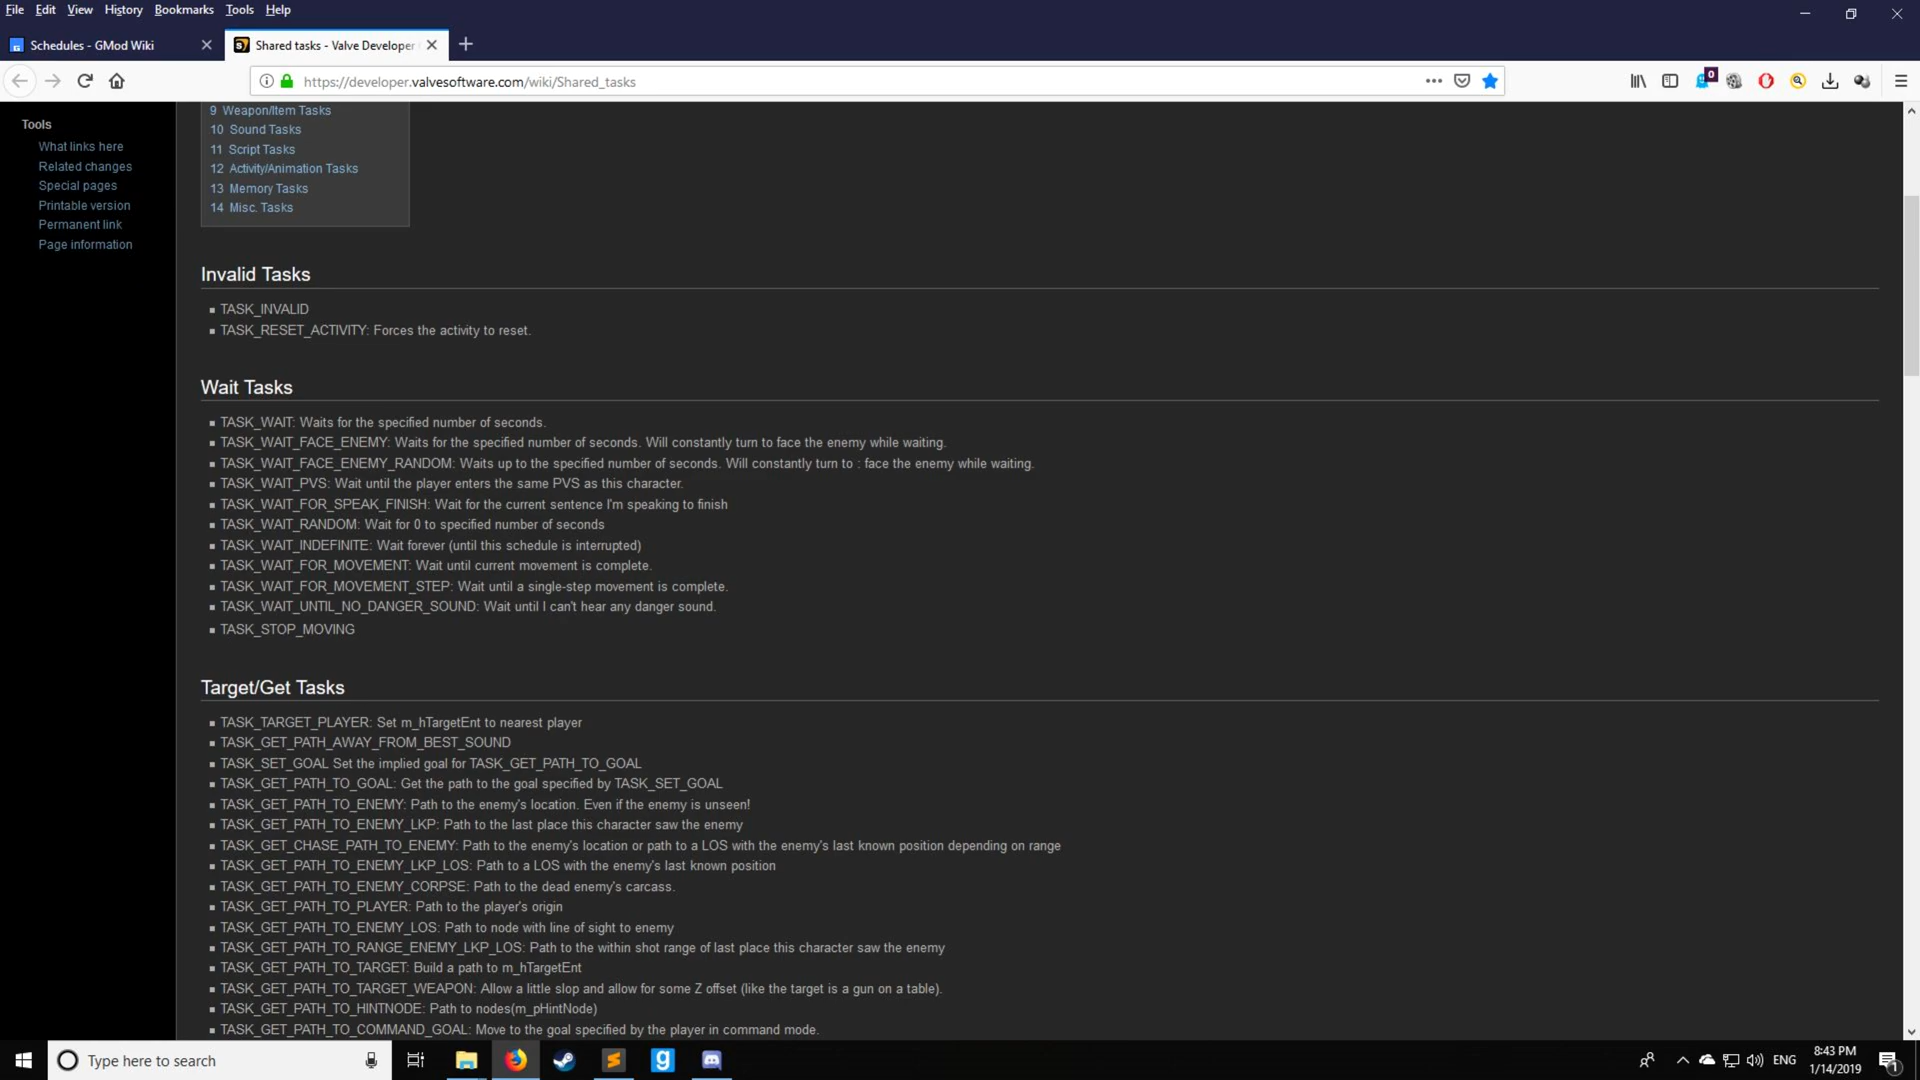 File Edit View History Bookmarks Tools Help
Schedules - GMod Wiki
Shared tasks - Valve Developer
https://developer.valvesoftware.com/wiki/Shared_tasks
0
Tools
What links here
Related changes
Special pages
Printable version
Permanent link
Page information
9 Weapon/Item Tasks
10 Sound Tasks
11 Script Tasks
12 Activity/Animation Tasks
13 Memory Tasks
14 Misc. Tasks
Invalid Tasks
TASK_INVALID
TASK_RESET_ACTIVITY: Forces the activity to reset.
Wait Tasks
TASK_WAIT: Waits for the specified number of seconds.
TASK_WAIT_FACE_ENEMY: Waits for the specified number of seconds. Will constantly turn to face the enemy while waiting.
TASK_WAIT_FACE_ENEMY_RANDOM: Waits up to the specified number of seconds. Will constantly turn to : face the enemy while waiting.
TASK_WAIT_PVS: Wait until the player enters the same PVS as this character.
TASK_WAIT_FOR_SPEAK_FINISH: Wait for the current sentence I'm speaking to finish
TASK_WAIT_RANDOM: Wait for 0 to specified number of seconds
TASK_WAIT_INDEFINITE: Wait forever (until this schedule is interrupted)
TASK_WAIT_FOR_MOVEMENT: Wait until current movement is complete.
TASK_WAIT_FOR_MOVEMENT_STEP: Wait until a single-step movement is complete.
TASK_WAIT_UNTIL_NO_DANGER_SOUND: Wait until I can't hear any danger sound.
TASK_STOP_MOVING
Target/Get Tasks
TASK_TARGET_PLAYER: Set m_hTargetEnt to nearest player
TASK_GET_PATH_AWAY_FROM_BEST_SOUND
TASK_SET_GOAL Set the implied goal for TASK_GET_PATH_TO_GOAL
TASK_GET_PATH_TO_GOAL: Get the path to the goal specified by TASK_SET_GOAL
TASK_GET_PATH_TO_ENEMY: Path to the enemy's location. Even if the enemy is unseen!
TASK_GET_PATH_TO_ENEMY_LKP: Path to the last place this character saw the enemy
TASK_GET_CHASE_PATH_TO_ENEMY: Path to the enemy's location or path to a LOS with the enemy's last known position depending on range
TASK_GET_PATH_TO_ENEMY_LKP_LOS: Path to a LOS with the enemy's last known position
TASK_GET_PATH_TO_ENEMY_CORPSE: Path to the dead enemy's carcass.
TASK_GET_PATH_TO_PLAYER: Path to the player's origin
TASK_GET_PATH_TO_ENEMY_LOS: Path to node with line of sight to enemy
TASK_GET_PATH_TO_RANGE_ENEMY_LKP_LOS: Path to the within shot range of last place this character saw the enemy
TASK_GET_PATH_TO_TARGET: Build a path to m_hTargetEnt
TASK_GET_PATH_TO_TARGET_WEAPON: Allow a little slop and allow for some Z offset (like the target is a gun on a table).
TASK_GET_PATH_TO_HINTNODE: Path to nodes(m_pHintNode)
TASK_GET_PATH_TO_COMMAND_GOAL: Move to the goal specified by the player in command mode.
Type here to search
ENG
8:43 PM
1/14/2019
1